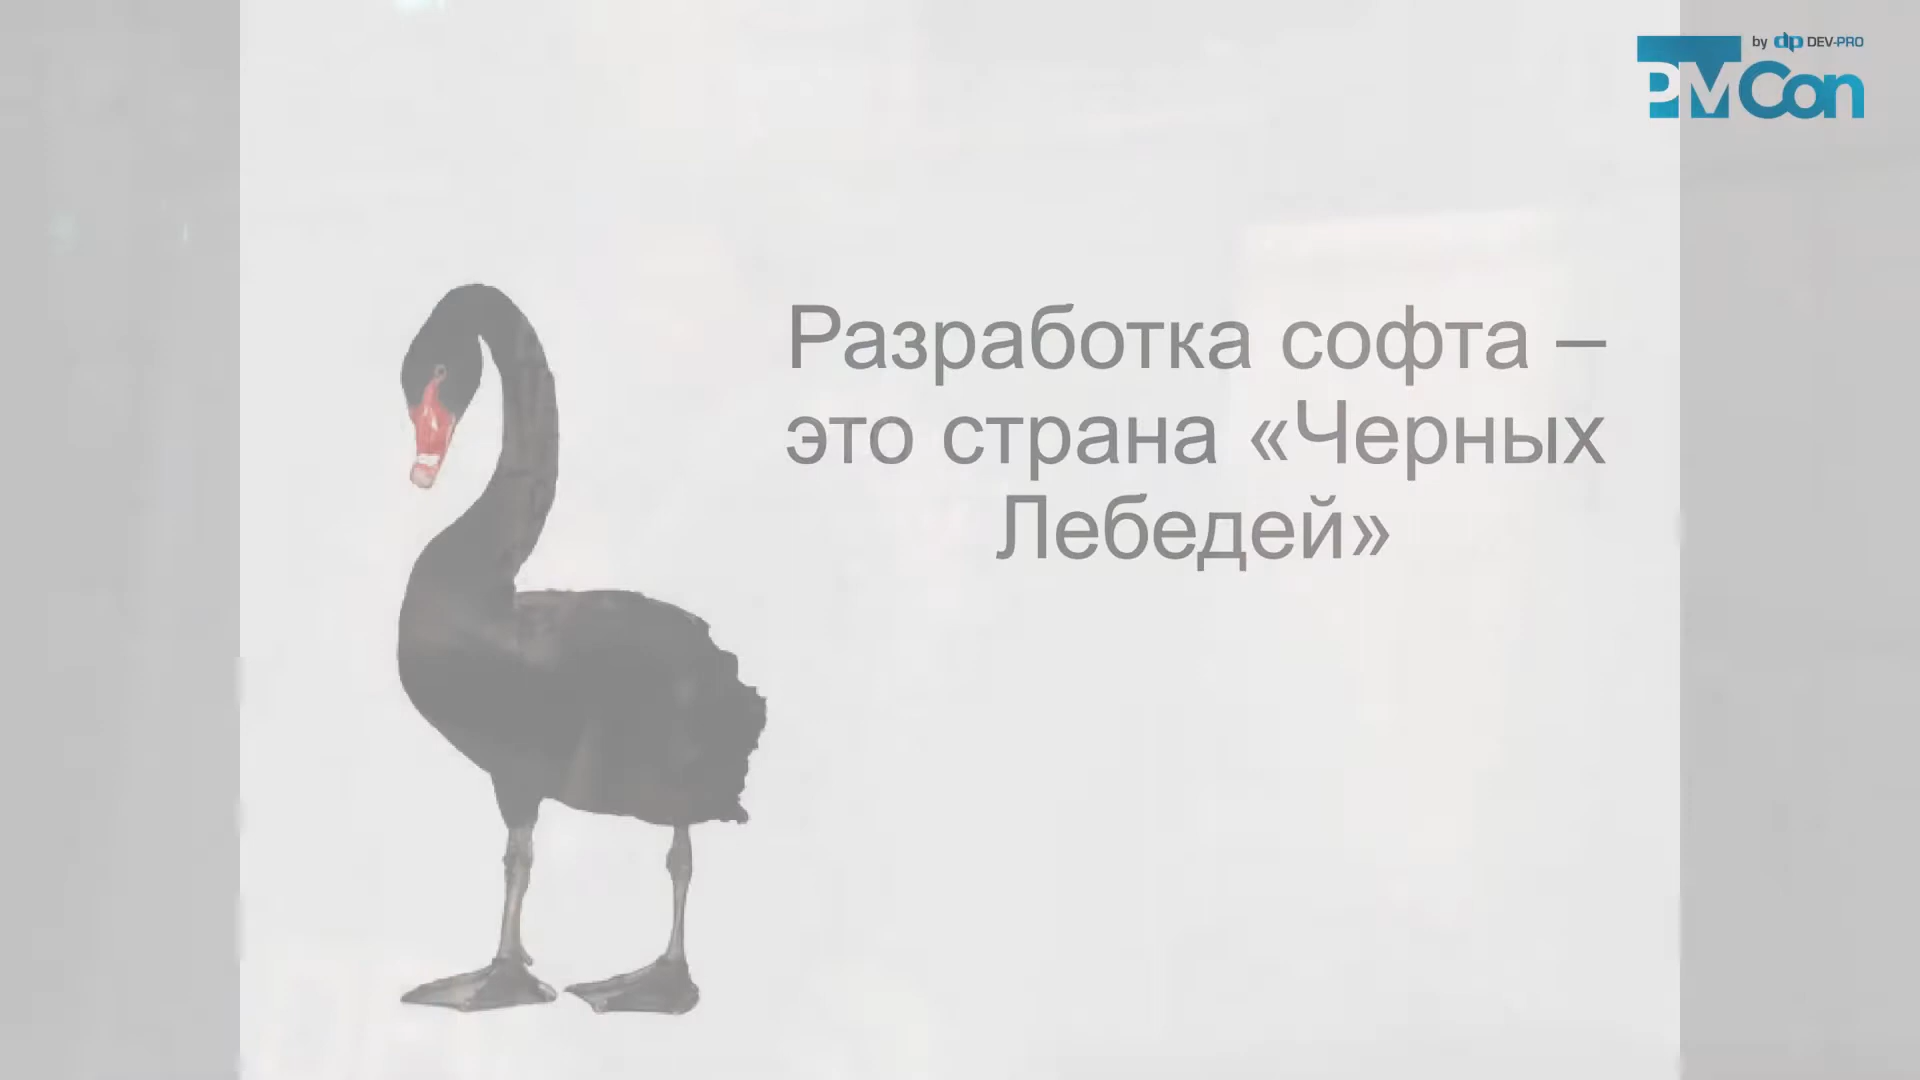 by dp DEV-PRO
PMCon
Разработка софта –
это страна «Черных
Лебедей»